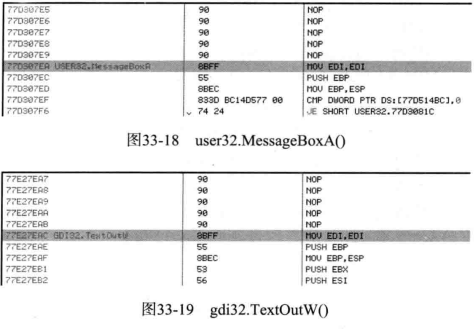 77D307E5 90 NOP
77D307E6 90 NOP
77D307E7 90 NOP
77D307E8 90 NOP
77D307E9 90 NOP
77D307EA USER32.MessageBoxA 8BFF MOV EDI,EDI
77D307EC 55 PUSH EBP
77D307ED 8BEC MOV EBP,ESP
77D307EF 833D BC14D577 00 CMP DWORD PTR DS:[77D514BC],0
77D307F6 74 24 JE SHORT USER32.77D3081C
图33-18 user32.MessageBoxA()
77E27EA7 90 NOP
77E27EA8 90 NOP
77E27EA9 90 NOP
77E27EAA 90 NOP
77E27EAB 90 NOP
77E27EAC GDI32.TextOutW 8BFF MOV EDI,EDI
77E27EAE 55 PUSH EBP
77E27EAF 8BEC MOV EBP,ESP
77E27EB1 53 PUSH EBX
77E27EB2 56 PUSH ESI
图33-19 gdi32.TextOutW()